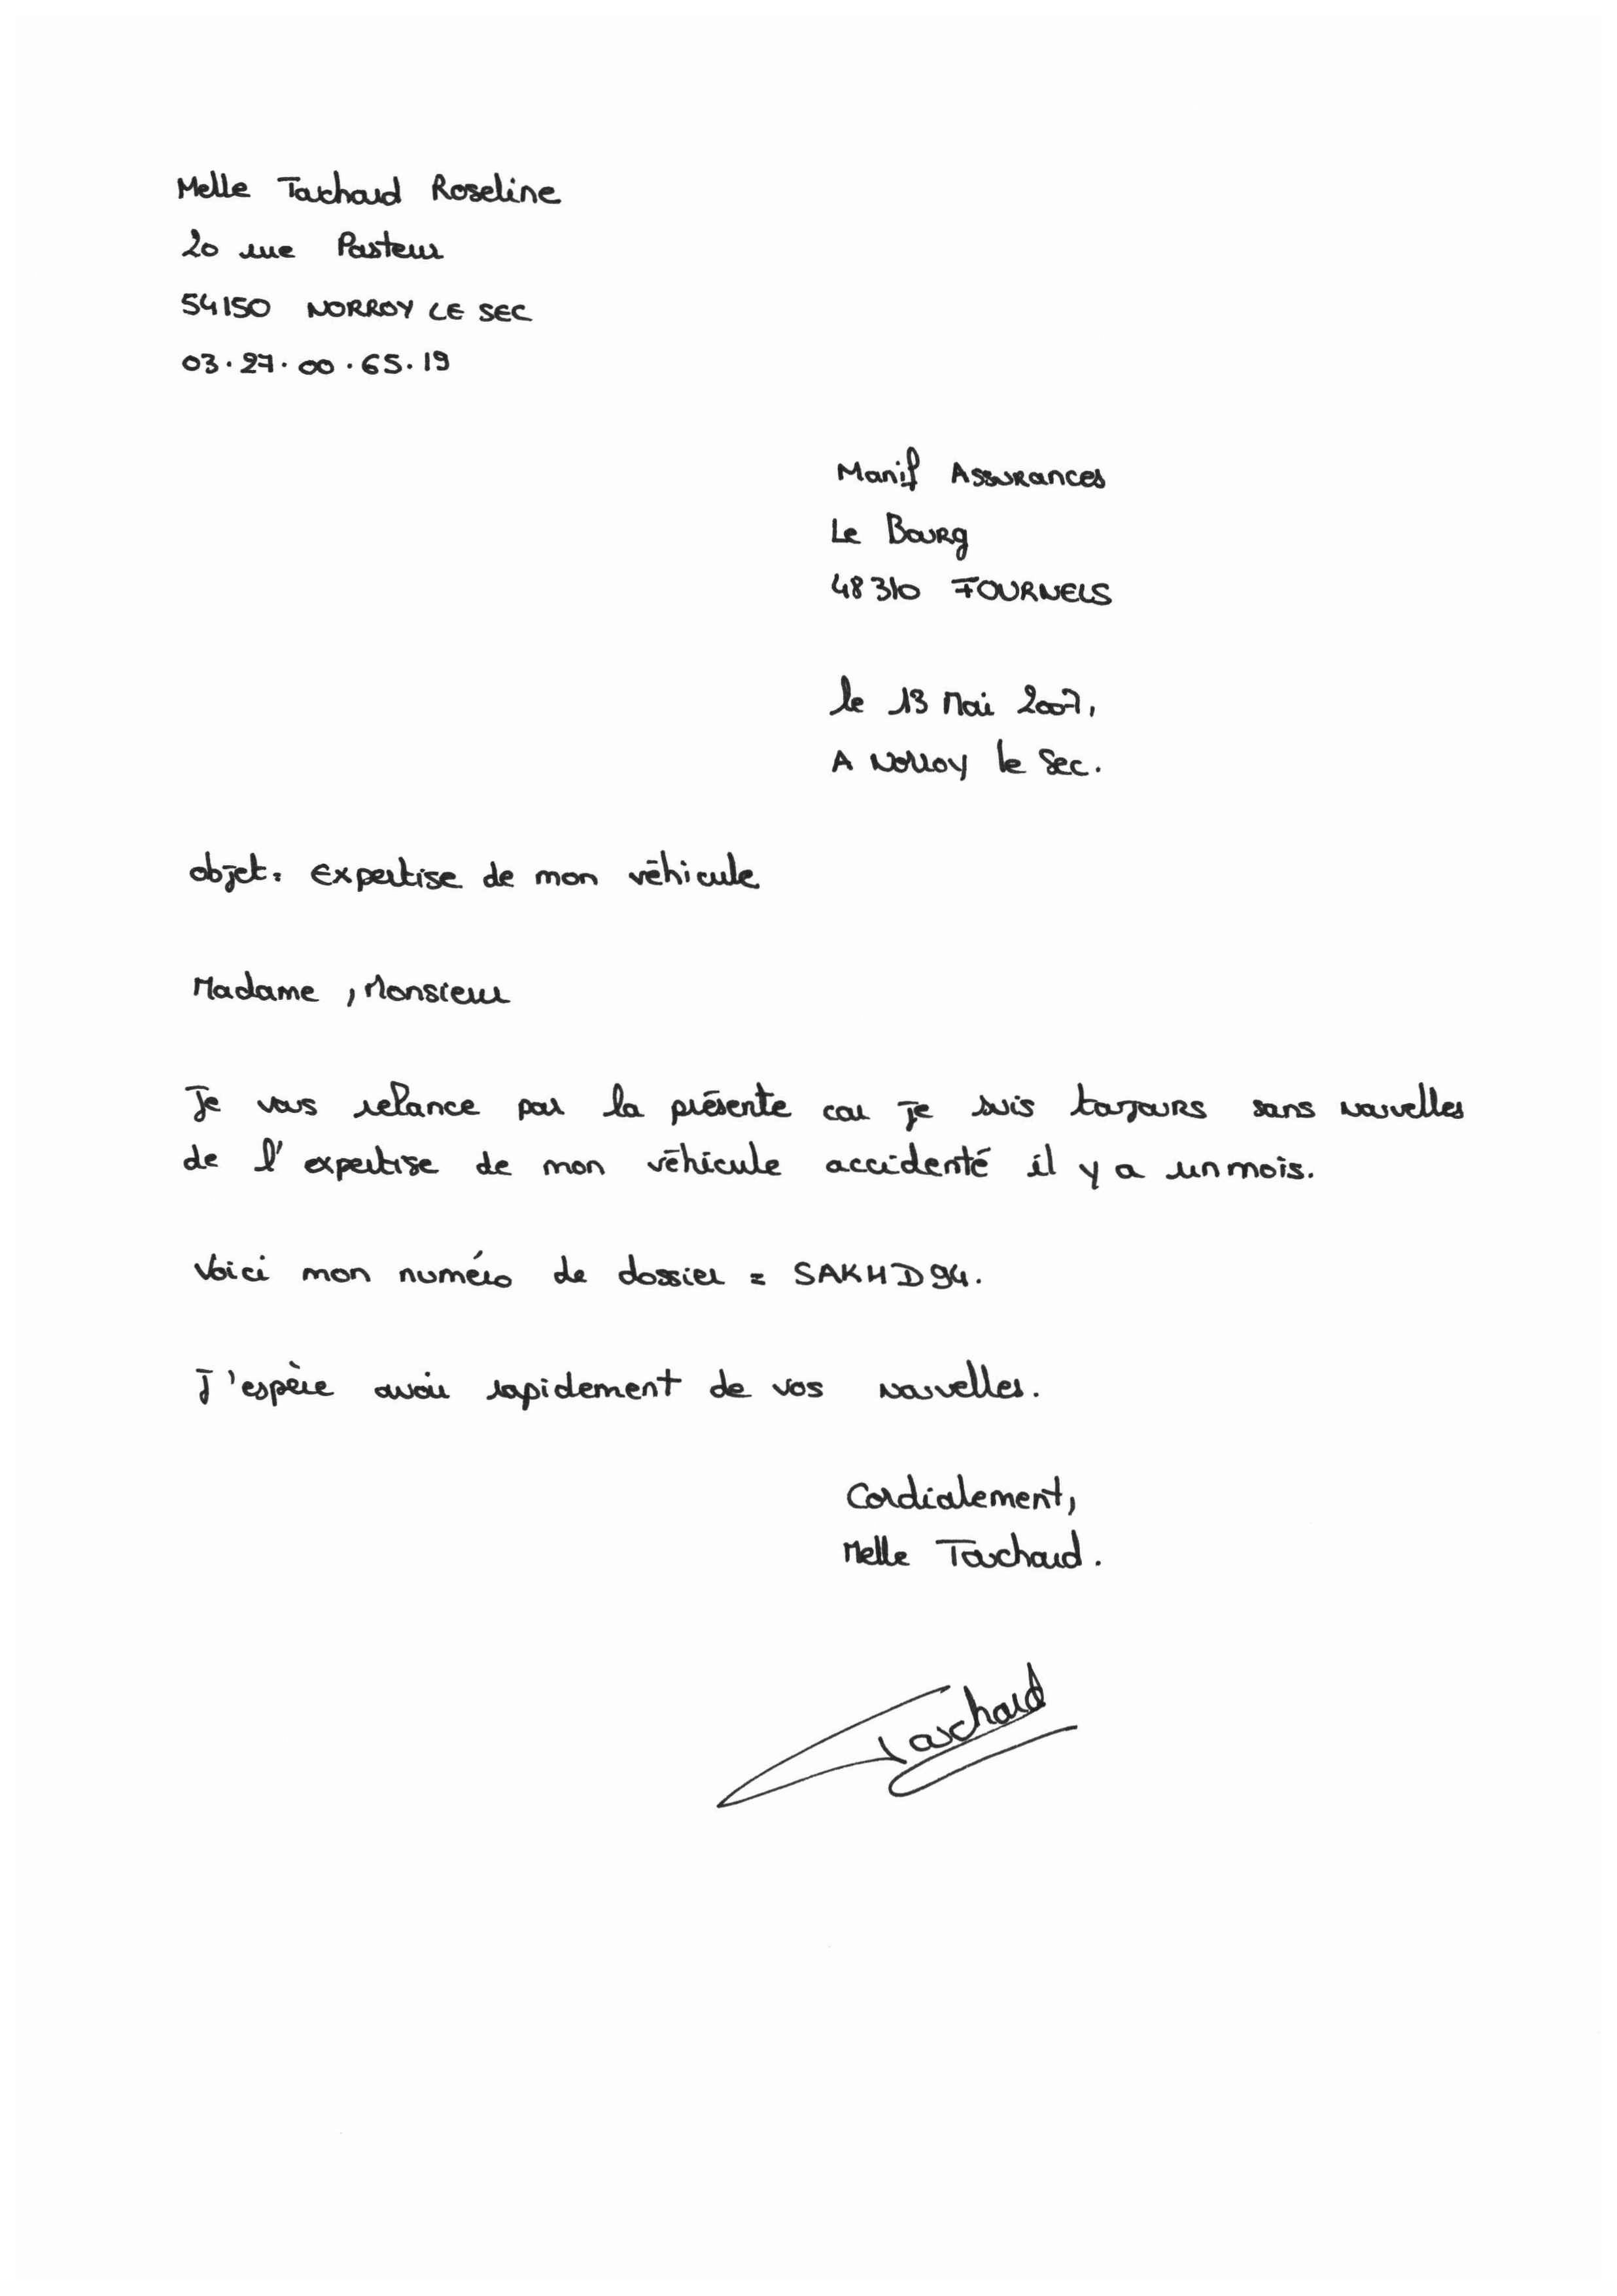 Melle Tachard Roseline
20 rue Pasteur
54150 NORROY LE SEC
03.27.00.65.19
Manif Assurances
Le Bourg
48310 FOURNELS
le 13 Mai 2007,
A Norroy le Sec.
objet: Expertise de mon véhicule
Madame, Monsieur
Je vous relance par la présente car je suis toujours sans nouvelles
de l'expertise de mon véhicule accidenté il y a un mois.
Voici mon numéro de dossier : SAKHD94.
J'espère avoir rapidement de vos nouvelles.
Cordialement,
Melle Tachard.
Tachard